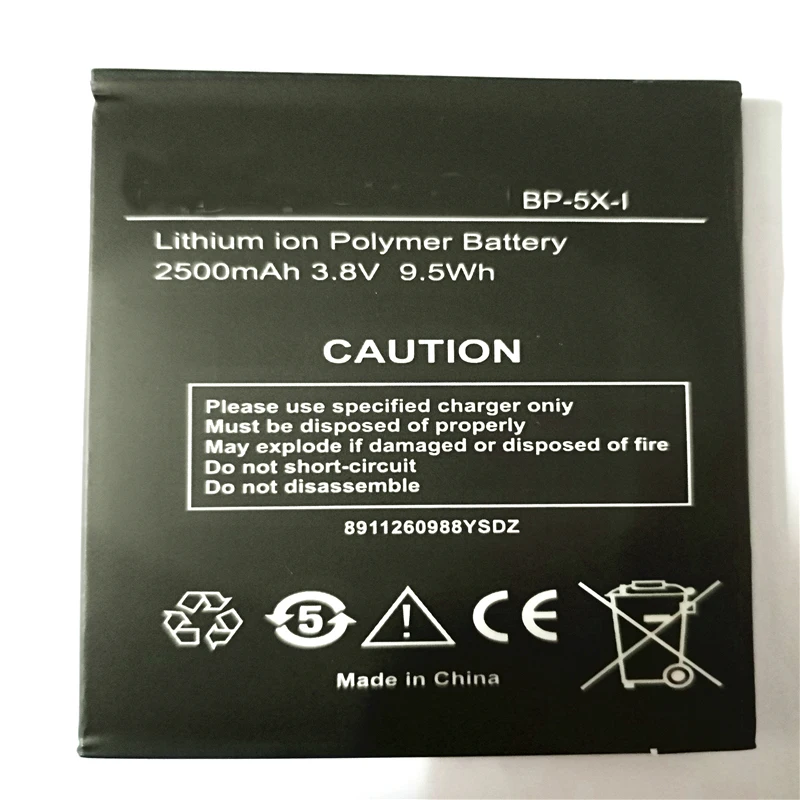 BP-5X-I
Lithium ion Polymer Battery
2500mAh 3.8V 9.5Wh
CAUTION
Please use specified charger oniy
Must be disposed of properly
May explode if damaged or disposed of fire
Do not short-circuit
Do not disassemble
8911260988YSDZ
5 ! CE
Made in China